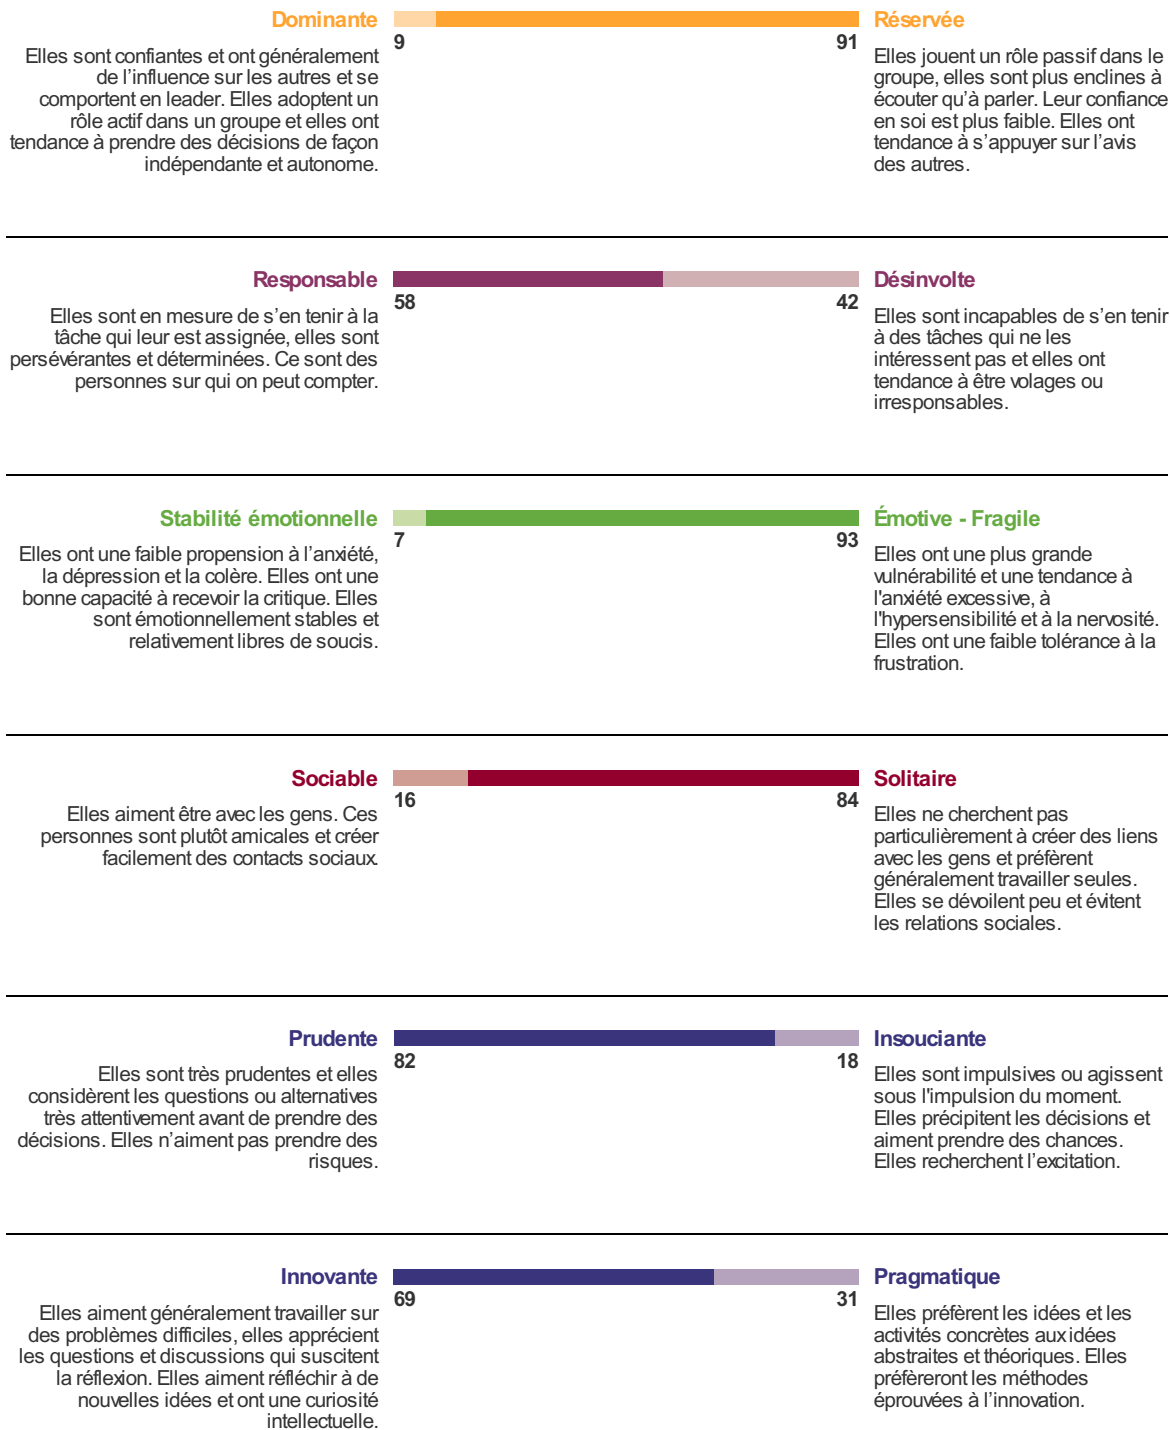 Dominante
9
91
Réservée
Elles sont confiantes et ont généralement
de l’influence sur les autres et se
comportent en leader. Elles adoptent un
rôle actif dans un groupe et elles ont
tendance à prendre des décisions de façon
indépendante et autonome.
Elles jouent un rôle passif dans le
groupe, elles sont plus enclines à
écouter qu’à parler. Leur confiance
en soi est plus faible. Elles ont
tendance à s’appuyer sur l’avis
des autres.
Responsable
58
42
Désinvolte
Elles sont en mesure de s’en tenir à la
tâche qui leur est assignée, elles sont
persévérantes et déterminées. Ce sont des
personnes sur qui on peut compter.
Elles sont incapables de s’en tenir
à des tâches qui ne les
intéressent pas et elles ont
tendance à être volages ou
irresponsables.
Stabilité émotionnelle
7
93
Émotive - Fragile
Elles ont une faible propension à l’anxiété,
la dépression et la colère. Elles ont une
bonne capacité à recevoir la critique. Elles
sont émotionnellement stables et
relativement libres de soucis.
Elles ont une plus grande
vulnérabilité et une tendance à
l'anxiété excessive, à
l'hypersensibilité et à la nervosité.
Elles ont une faible tolérance à la
frustration.
Sociable
16
84
Solitaire
Elles aiment être avec les gens. Ces
personnes sont plutôt amicales et créer
facilement des contacts sociaux.
Elles ne cherchent pas
particulièrement à créer des liens
avec les gens et préfèrent
généralement travailler seules.
Elles se dévoilent peu et évitent
les relations sociales.
Prudente
82
18
Insouciante
Elles sont très prudentes et elles
considèrent les questions ou alternatives
très attentivement avant de prendre des
décisions. Elles n’aiment pas prendre des
risques.
Elles sont impulsives ou agissent
sous l'impulsion du moment.
Elles précipitent les décisions et
aiment prendre des chances.
Elles recherchent l’excitation.
Innovante
69
31
Pragmatique
Elles aiment généralement travailler sur
des problèmes difficiles, elles apprécient
les questions et discussions qui suscitent
la réflexion. Elles aiment réfléchir à de
nouvelles idées et ont une curiosité
intellectuelle.
Elles préfèrent les idées et les
activités concrètes aux idées
abstraites et théoriques. Elles
préfèreront les méthodes
éprouvées à l’innovation.